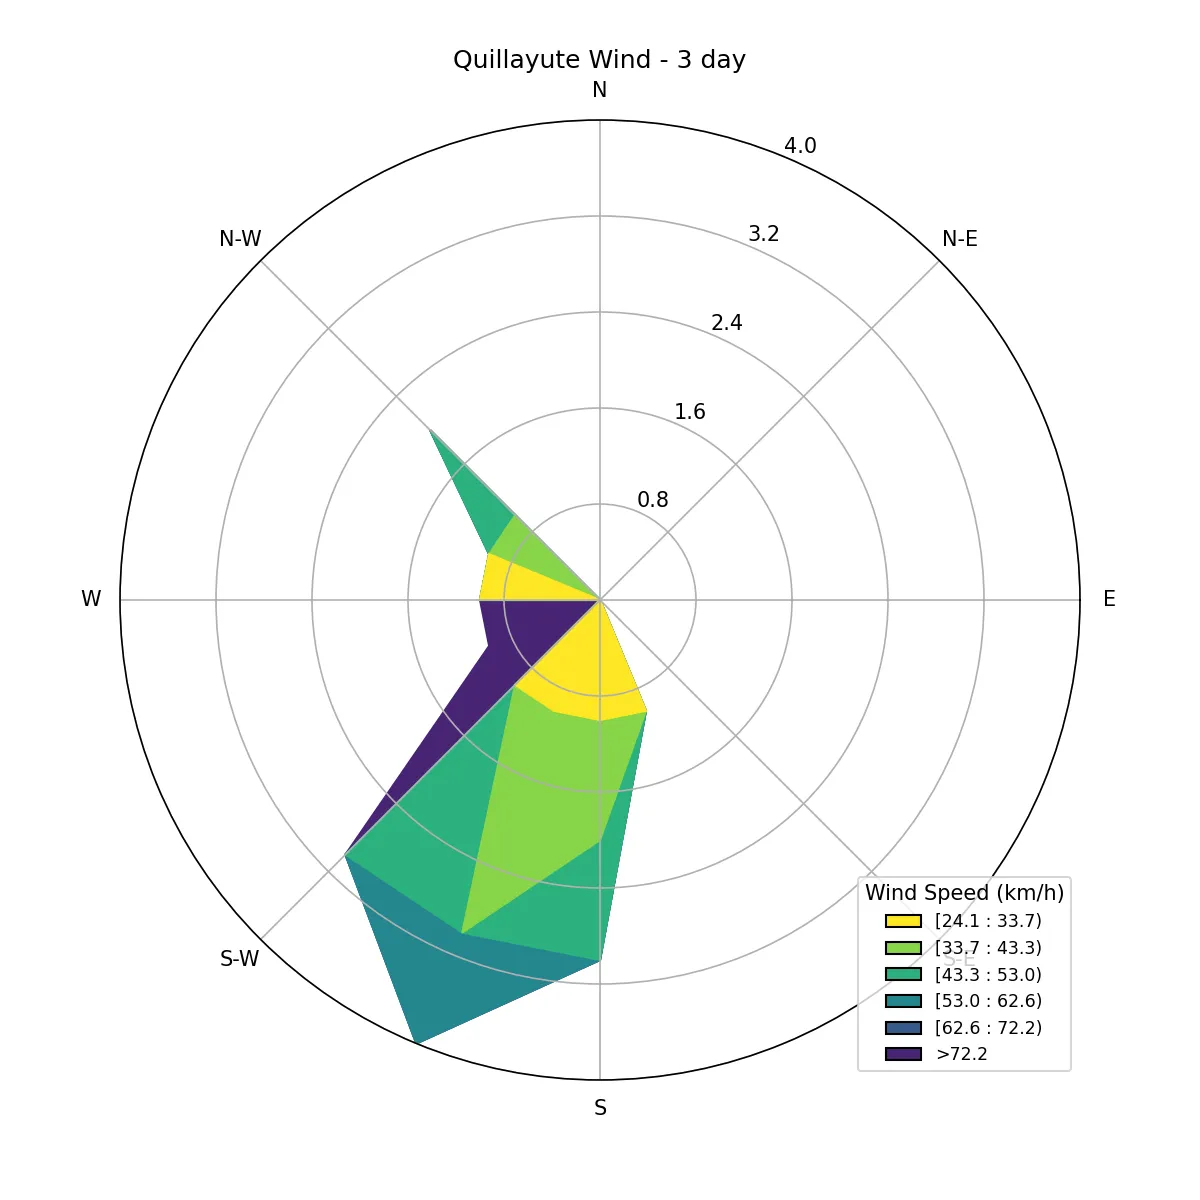 Quillayute Wind - 3 day
N
4.0
N-W
N-E
3.2
2.4
1.6
0.8
W
E
S-W
S-E
Wind Speed (km/h)
[24.1 : 33.7)
[33.7 : 43.3)
[43.3 : 53.0)
[53.0 : 62.6)
[62.6 : 72.2)
>72.2
S